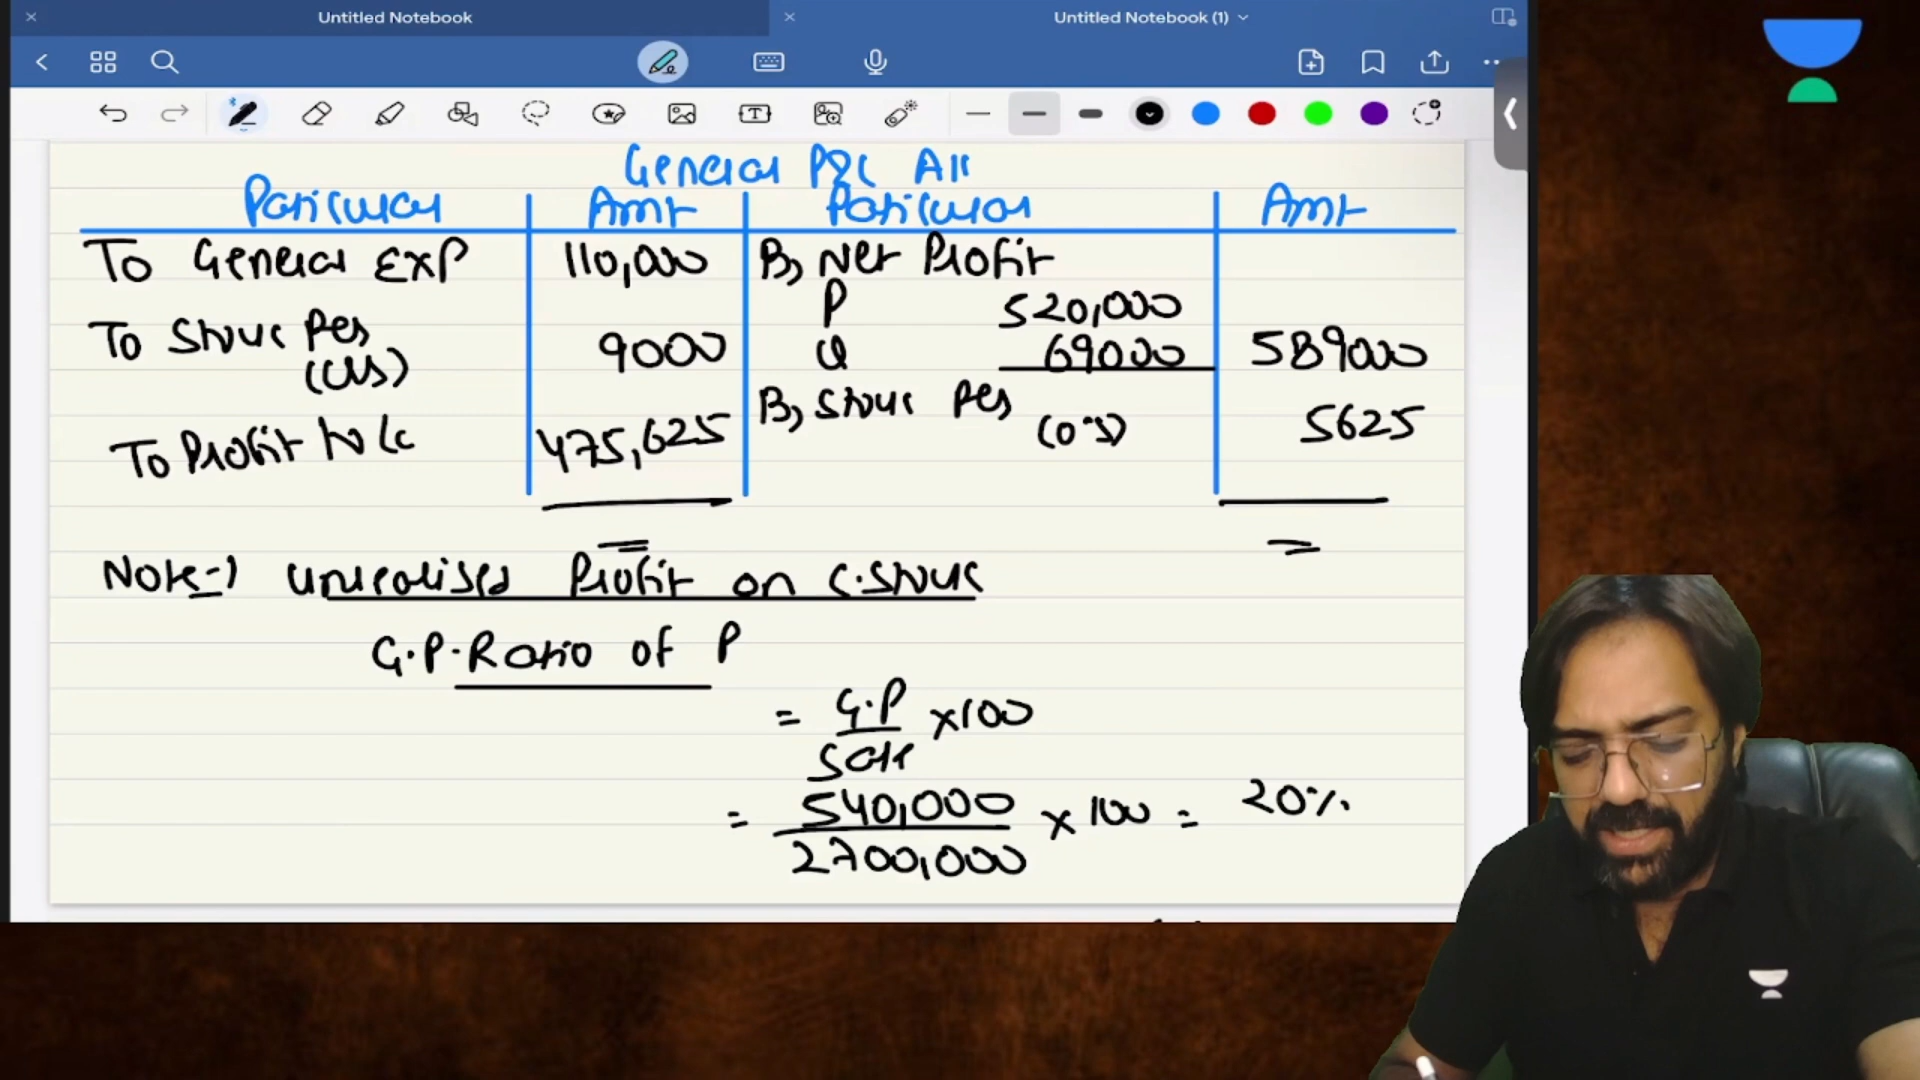 Untitled Notebook
Untitled Notebook (1)
General P&L A/c
Particular Amt Particular Amt
To General Exp 110,000 By Net Profit
P 520,000
To Stock Res 9000 Q 69000 589000
(CLS) By Stock Res
(O.S) 5625
To Profit to
475,625
Note-1 Unrealised Profit on C.Stock
G.P. Ratio of P
= G.P x100
Sale
= 540,000 x 100 = 20%
2700,000